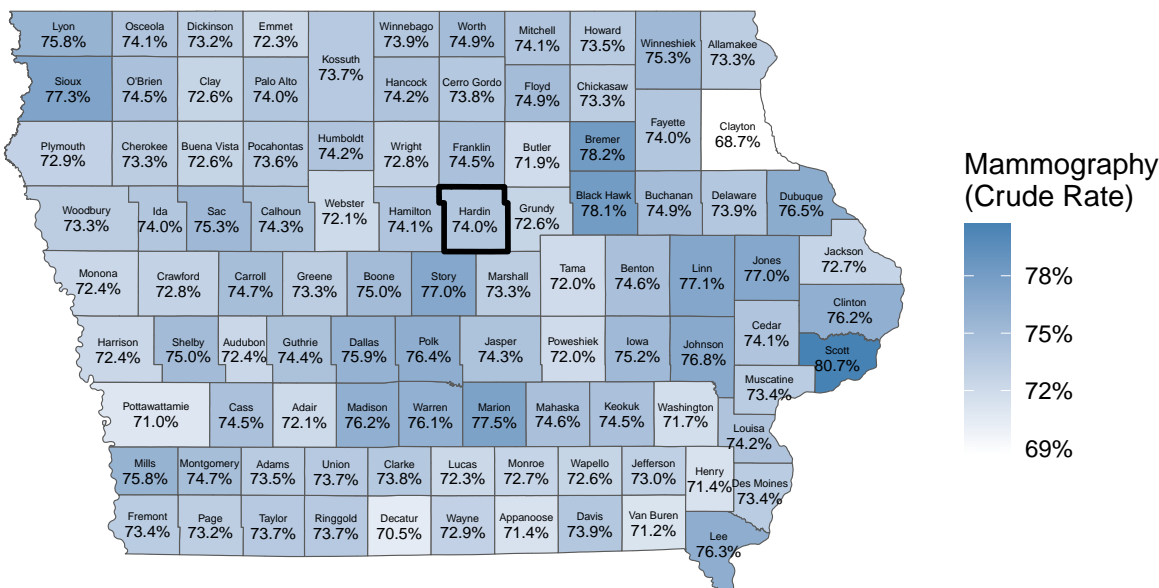 Lyon
75.8%
Osceola
74.1%
Dickinson
73.2%
Emmet
72.3%
Kossuth
73.7%
Winnebago
73.9%
Worth
74.9%
Mitchell
74.1%
Howard
73.5%
Winneshiek
75.3%
Allamakee
73.3%
Sioux
77.3%
O'Brien
74.5%
Clay
72.6%
Palo Alto
74.0%
Hancock
74.2%
Cerro Gordo
73.8%
Floyd
74.9%
Chickasaw
73.3%
Fayette
74.0%
Clayton
68.7%
Plymouth
72.9%
Cherokee
73.3%
Buena Vista
72.6%
Pocahontas
73.6%
Humboldt
74.2%
Wright
72.8%
Franklin
74.5%
Butler
71.9%
Bremer
78.2%
Woodbury
73.3%
Ida
74.0%
Sac
75.3%
Calhoun
74.3%
Webster
72.1%
Hamilton
74.1%
Hardin
74.0%
Grundy
72.6%
Black Hawk
78.1%
Buchanan
74.9%
Delaware
73.9%
Dubuque
76.5%
Monona
72.4%
Crawford
72.8%
Carroll
74.7%
Greene
73.3%
Boone
75.0%
Story
77.0%
Marshall
73.3%
Tama
72.0%
Benton
74.6%
Linn
77.1%
Jones
77.0%
Jackson
72.7%
Clinton
76.2%
Harrison
72.4%
Shelby
75.0%
Audubon
72.4%
Guthrie
74.4%
Dallas
75.9%
Polk
76.4%
Jasper
74.3%
Poweshiek
72.0%
Iowa
75.2%
Johnson
76.8%
Cedar
74.1%
Scott
80.7%
Muscatine
73.4%
Pottawattamie
71.0%
Cass
74.5%
Adair
72.1%
Madison
76.2%
Warren
76.1%
Marion
77.5%
Mahaska
74.6%
Keokuk
74.5%
Washington
71.7%
Louisa
74.2%
Mills
75.8%
Montgomery
74.7%
Adams
73.5%
Union
73.7%
Clarke
73.8%
Lucas
72.3%
Monroe
72.7%
Wapello
72.6%
Jefferson
73.0%
Henry
71.4%
Des Moines
73.4%
Fremont
73.4%
Page
73.2%
Taylor
73.7%
Ringgold
73.7%
Decatur
70.5%
Wayne
72.9%
Appanoose
71.4%
Davis
73.9%
Van Buren
71.2%
Lee
76.3%
Mammography
(Crude Rate)
78%
75%
72%
69%